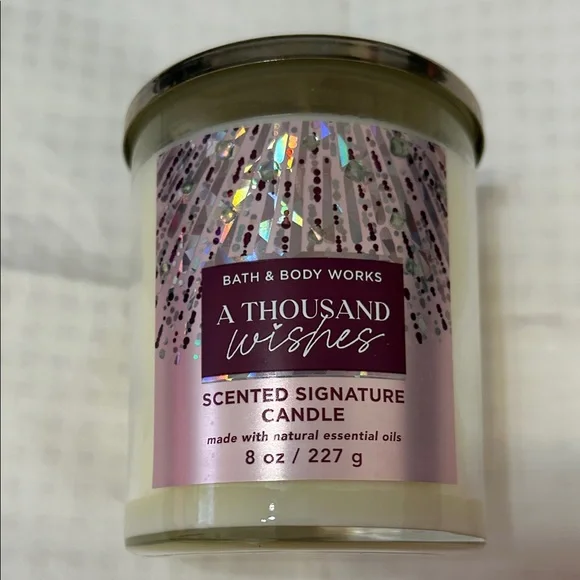 BATH & BODY WORKS
A THOUSAND
wishes
SCENTED SIGNATURE
CANDLE
made with natural essential oils
8 oz / 227 g